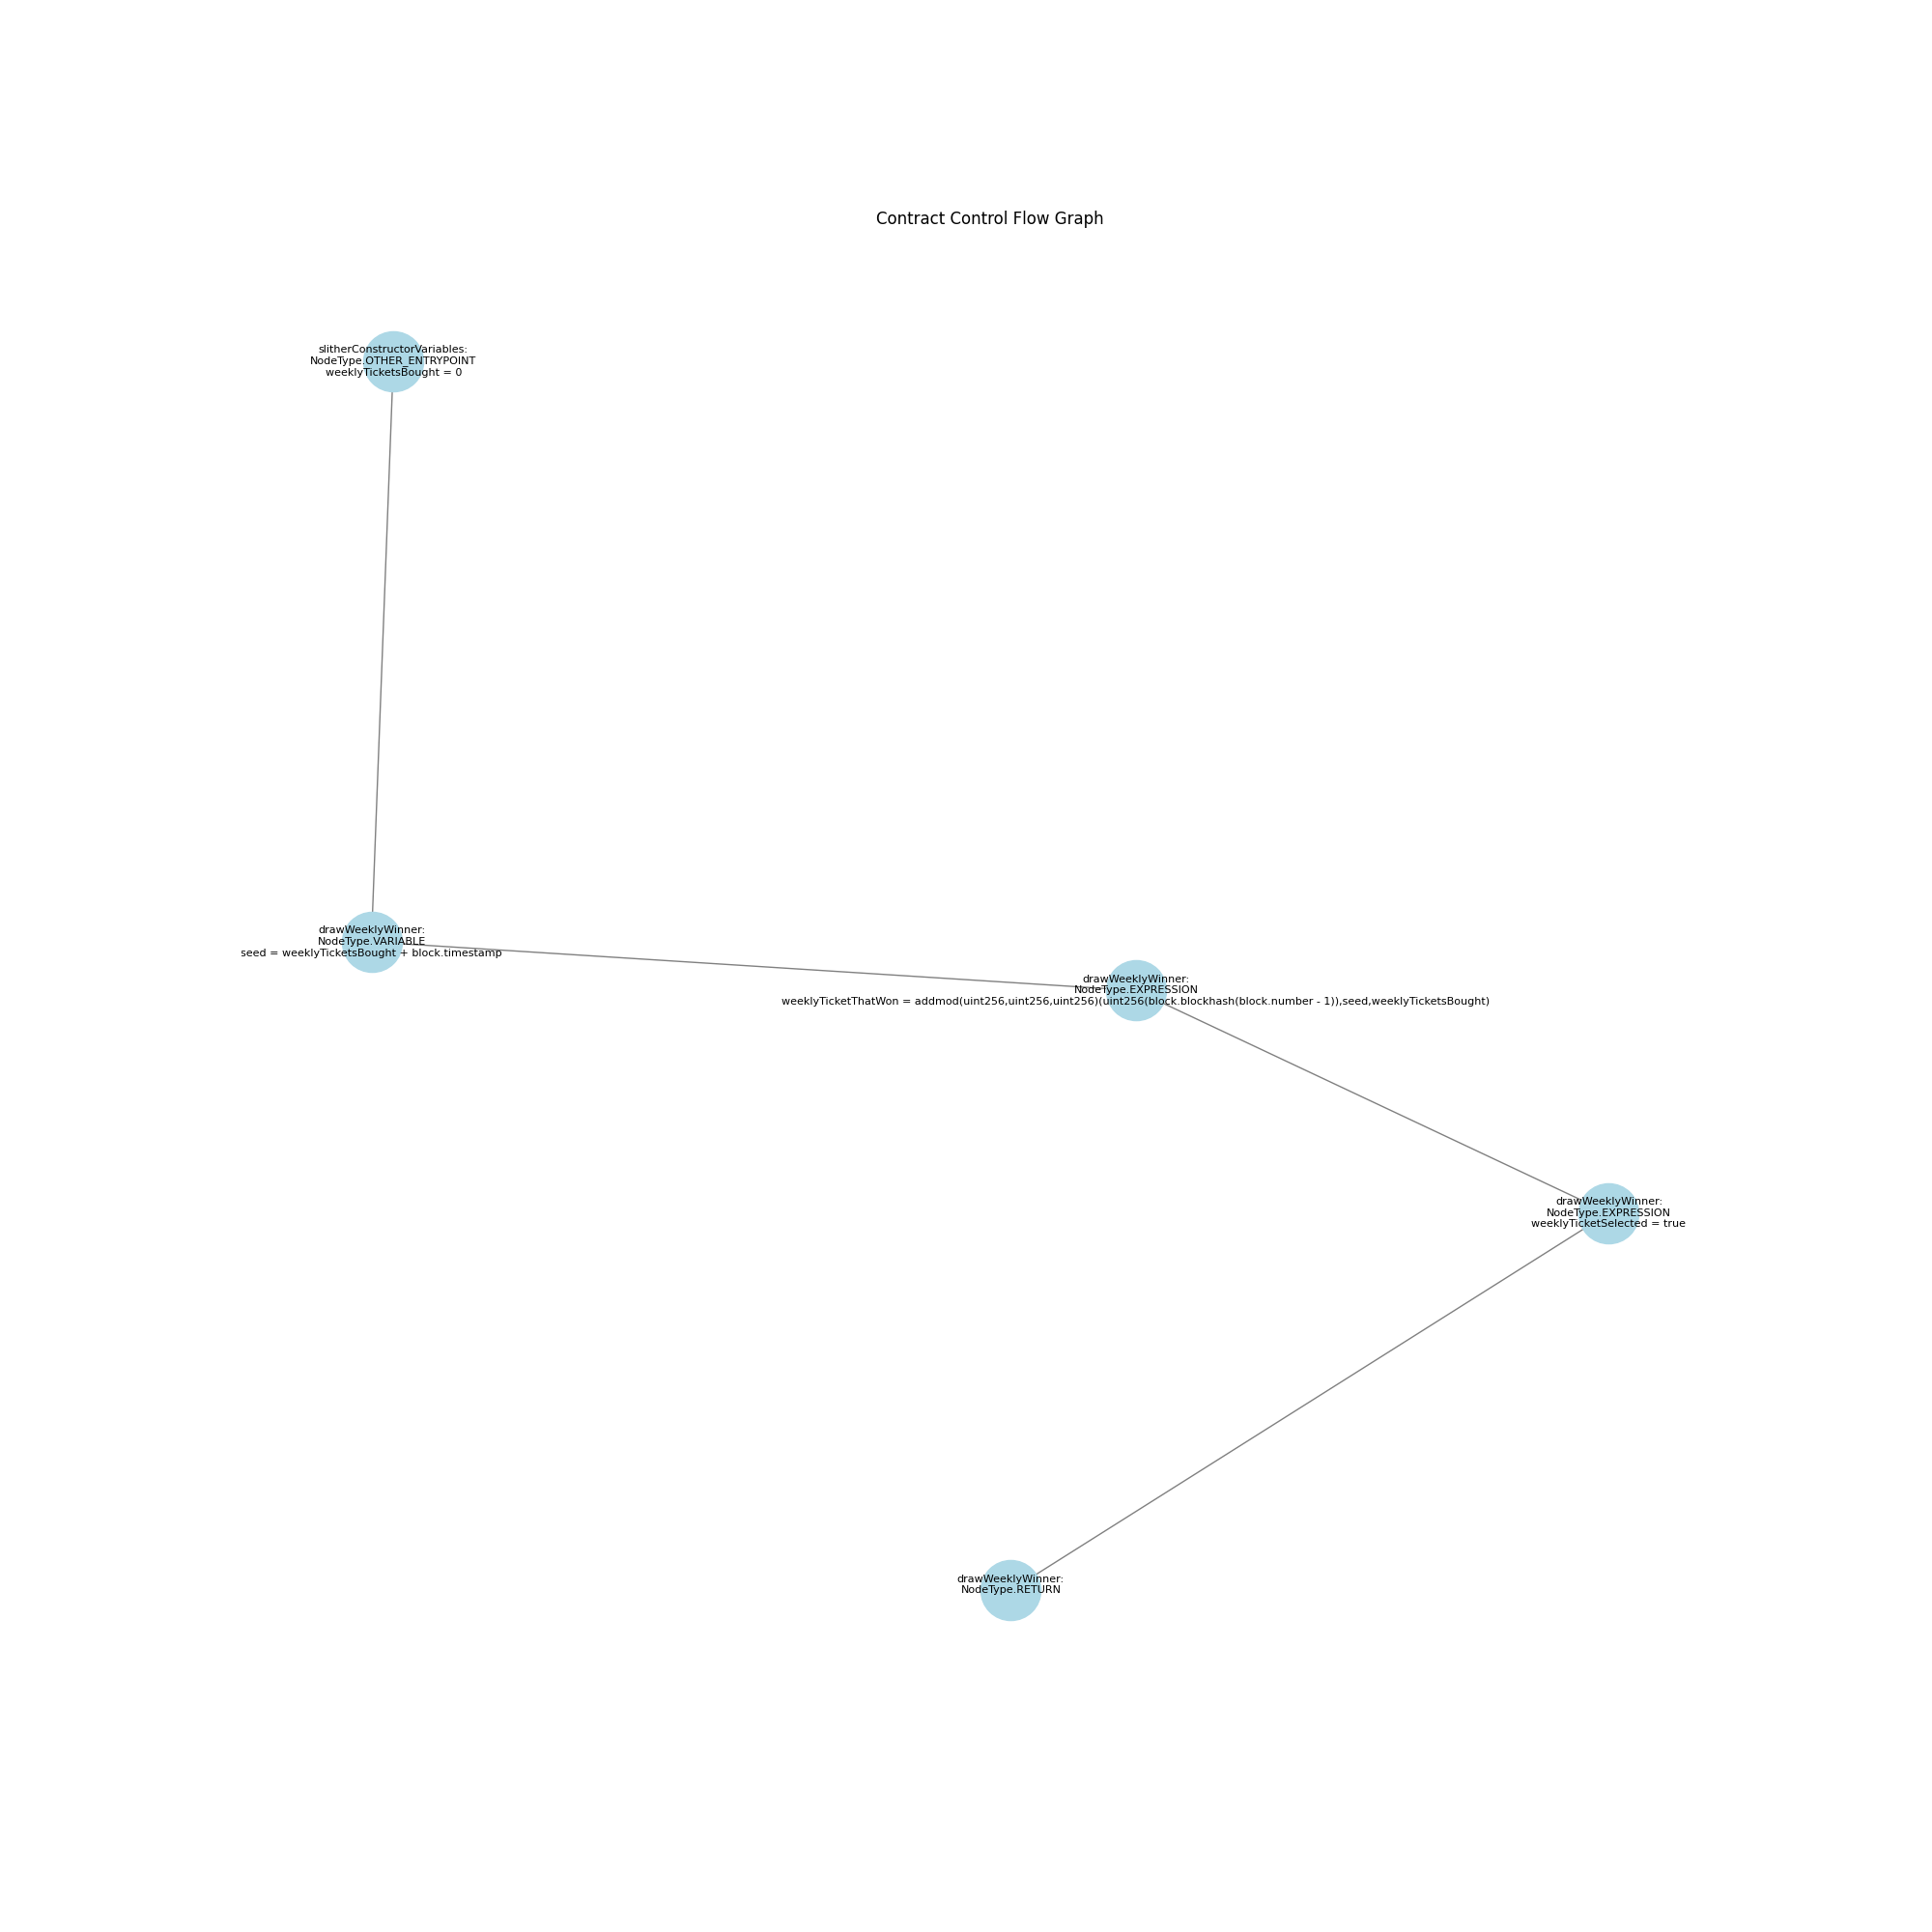 Contract Control Flow Graph
slitherConstructorVariables:
NodeType.OTHER_ENTRYPOINT
weeklyTicketsBought = 0
drawWeeklyWinner:
NodeType.VARIABLE
seed = weeklyTicketsBought + block.timestamp
drawWeeklyWinner:
NodeType.EXPRESSION
weeklyTicketThatWon = addmod(uint256,uint256,uint256)(uint256(block.blockhash(block.number - 1)),seed,weeklyTicketsBought)
drawWeeklyWinner:
NodeType.EXPRESSION
weeklyTicketSelected = true
drawWeeklyWinner:
NodeType.RETURN